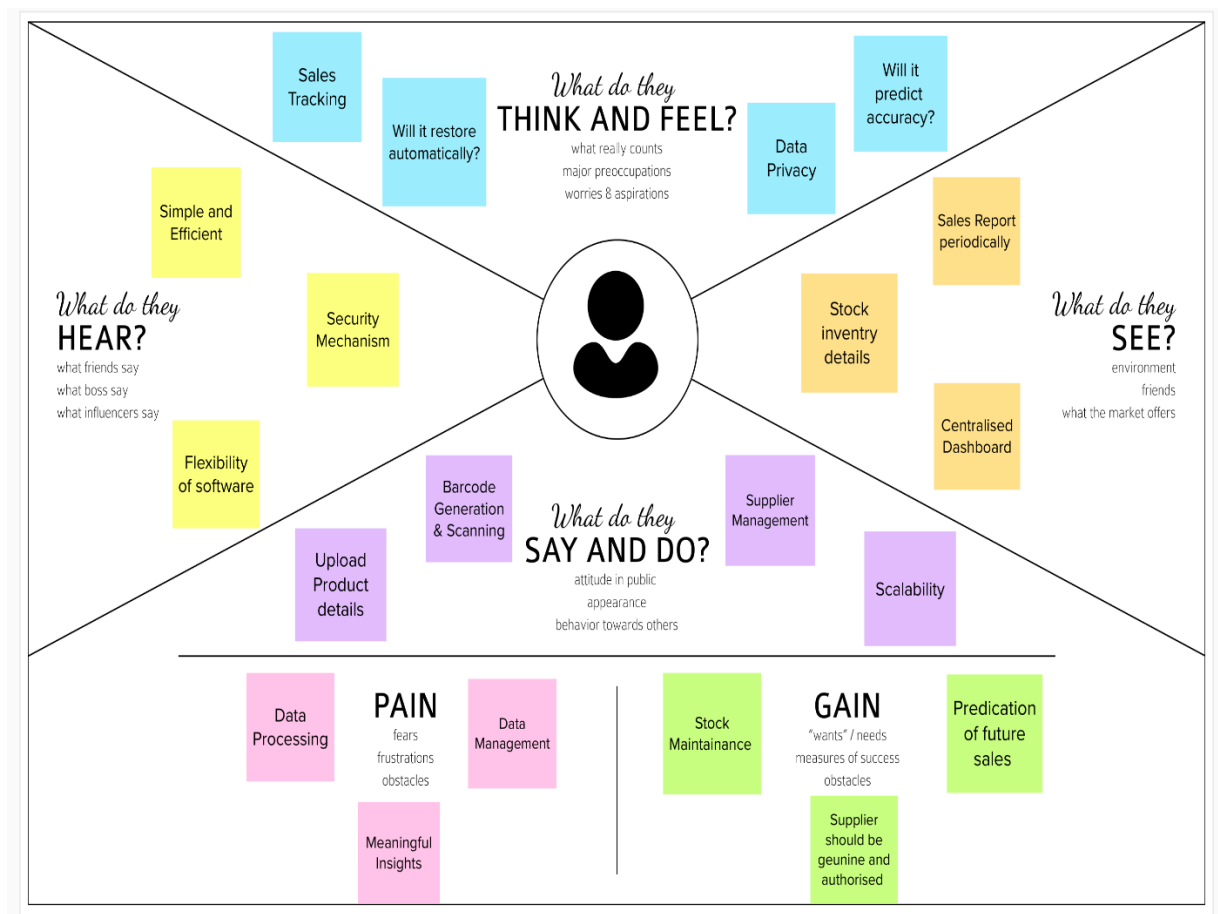 Sales
Tracking
Will it restore
automatically?
What do they
THINK AND FEEL?
what really counts
major preoccupations
worries & aspirations
Data
Privacy
Will it
predict
accuracy?
Simple and
Efficient
Security
Mechanism
What do they
HEAR?
what friends say
what boss say
what influencers say
Flexibility
of software
Sales Report
periodically
Stock
inventry
details
What do they
SEE?
environment
friends
what the market offers
Centralised
Dashboard
Barcode
Generation
& Scanning
Upload
Product
details
What do they
SAY AND DO?
attitude in public
appearance
behavior towards others
Supplier
Management
Scalability
Data
Processing
PAIN
fears
frustrations
obstacles
Data
Management
Meaningful
Insights
Stock
Maintainance
GAIN
"wants" / needs
measures of success
obstacles
Predication
of future
sales
Supplier
should be
geunine and
authorised